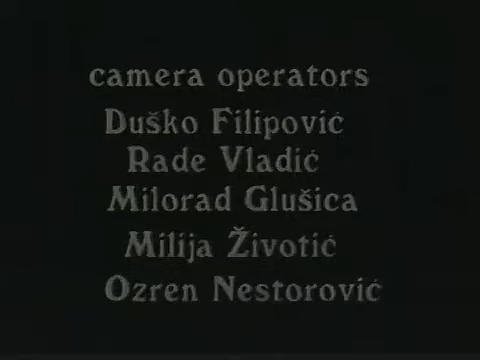 camera operators
Duško Filipović
Rade Vladić
Milorad Glušica
Milija Životić
Ozren Nestorović